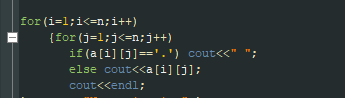 for(i=1;i<=n;i++)
{for(j=1;j<=n;j++)
if(a[i][j]=='.') cout<<" ";
else cout<<a[i][j];
cout<<endl;